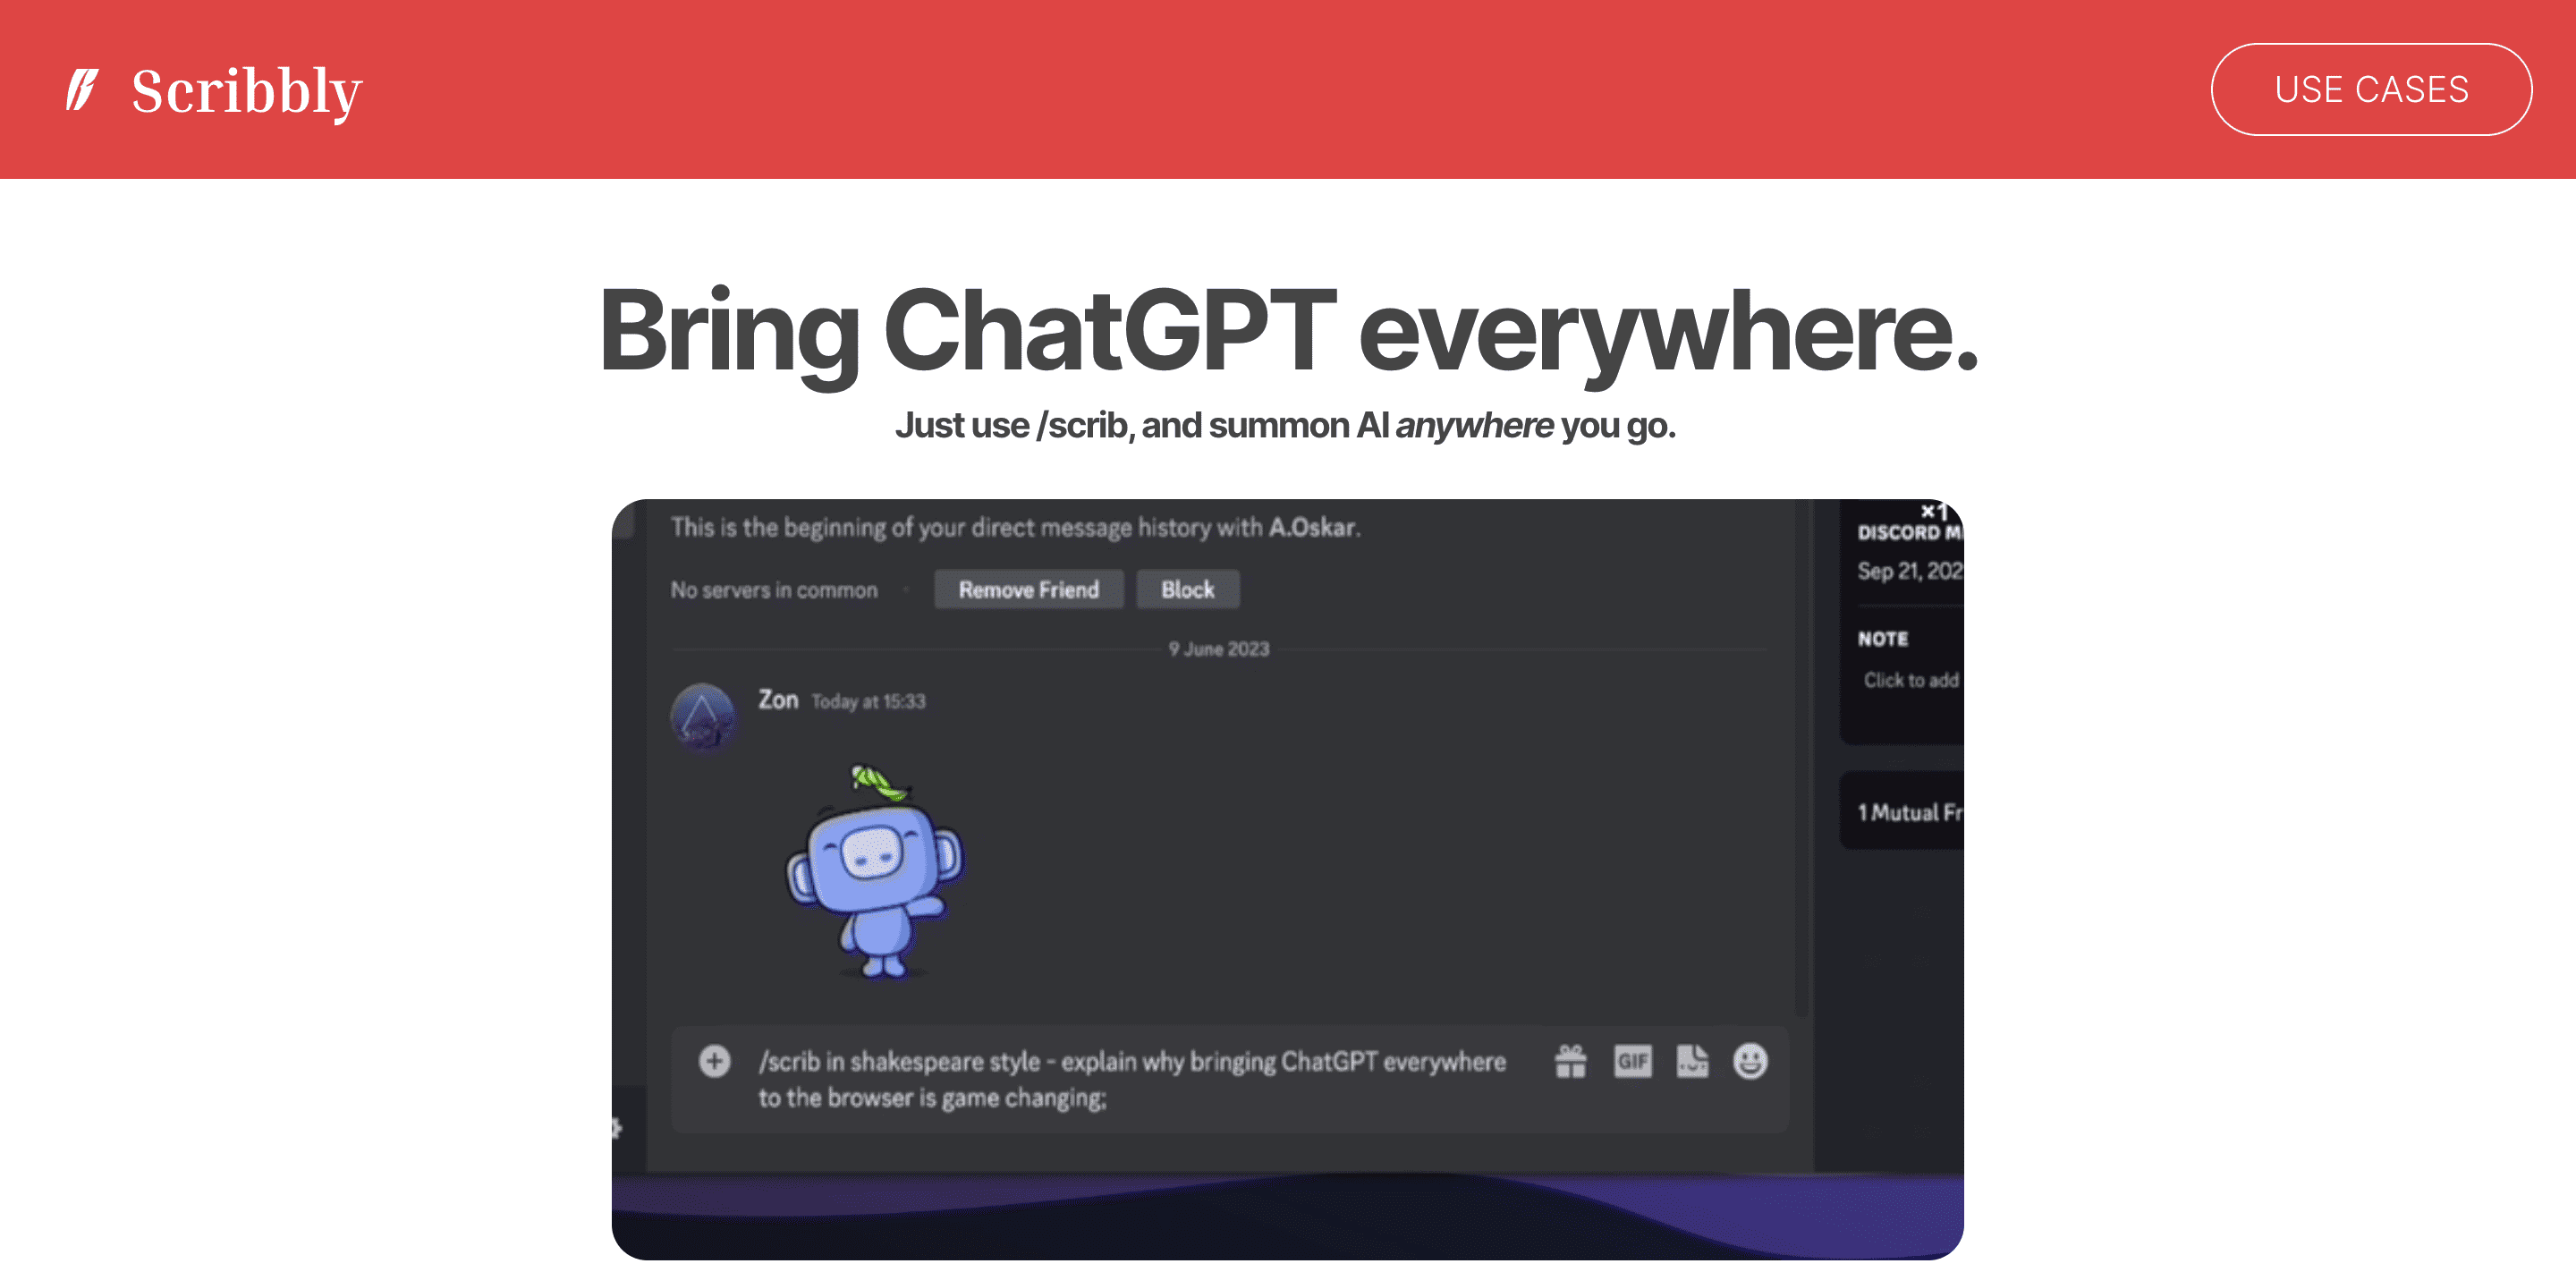 Scribbly
USE CASES
Bring ChatGPT everywhere.
Just use /scrib, and summon AI anywhere you go.
This is the beginning of your direct message history with A.Oskar.
No servers in common
Remove Friend
Block
9 June 2023
Zon Today at 15:33
/scrib in shakespeare style - explain why bringing ChatGPT everywhere
to the browser is game changing;
GIF
×1
DISCORD M
Sep 21, 202
NOTE
Click to add
1 Mutual Fr